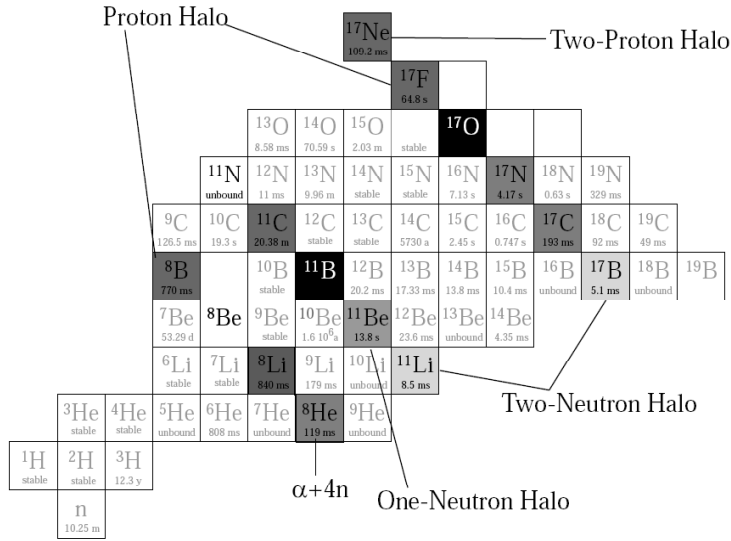 Proton Halo
17Ne
109.2 ms
Two-Proton Halo
17F
64.8 s
13O 14O 15O 17O
8.58 ms 70.59 s 2.03 m stable
11N 12N 13N 14N 15N 16N 17N 18N 19N
unbound 11 ms 9.96 m stable stable 7.13 s 4.17 s 0.63 s 329 ms
9C 10C 11C 12C 13C 14C 15C 16C 17C 18C 19C
126.5 ms 19.3 s 20.38 m stable stable 5730 a 2.45 s 0.747 s 193 ms 92 ms 49 ms
8B 10B 11B 12B 13B 14B 15B 16B 17B 18B 19B
770 ms stable 20.2 ms 17.33 ms 13.8 ms 10.4 ms unbound 5.1 ms unbound
7Be 8Be 9Be 10Be 11Be 12Be 13Be 14Be
53.29 d stable 1.6 10^6 a 13.8 s 23.6 ms unbound 4.35 ms
6Li 7Li 8Li 9Li 10Li 11Li
stable stable 840 ms 179 ms unbound 8.5 ms
Two-Neutron Halo
3He 4He 5He 6He 7He 8He 9He
stable stable unbound 808 ms unbound 119 ms unbound
1H 2H 3H
stable stable 12.3 y
α+4n
One-Neutron Halo
n
10.25 m